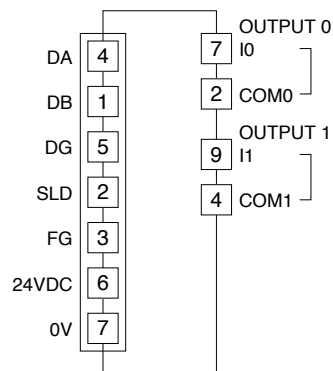 DA 4
DB 1
DG 5
SLD 2
FG 3
24VDC 6
0V 7
OUTPUT 0
7 I0
2 COM0
OUTPUT 1
9 I1
4 COM1